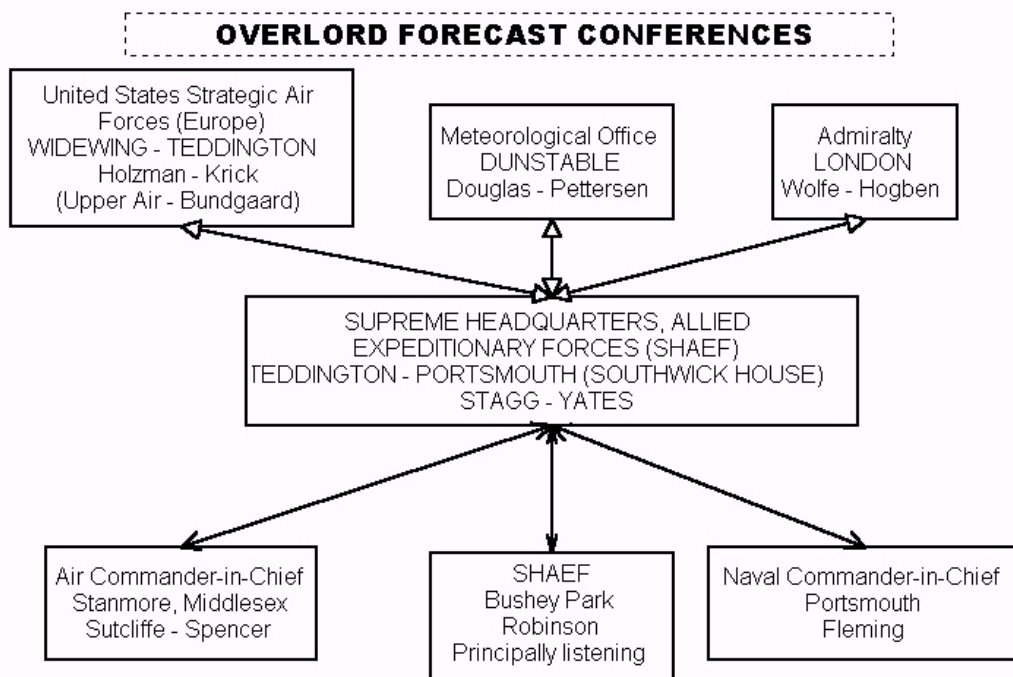 OVERLORD FORECAST CONFERENCES
United States Strategic Air
Forces (Europe)
WIDEWING - TEDDINGTON
Holzman - Krick
(Upper Air - Bundgaard)
Meteorological Office
DUNSTABLE
Douglas - Pettersen
Admiralty
LONDON
Wolfe - Hogben
SUPREME HEADQUARTERS, ALLIED
EXPEDITIONARY FORCES (SHAEF)
TEDDINGTON - PORTSMOUTH (SOUTHWICK HOUSE)
STAGG - YATES
Air Commander-in-Chief
Stanmore, Middlesex
Sutcliffe - Spencer
SHAEF
Bushey Park
Robinson
Principally listening
Naval Commander-in-Chief
Portsmouth
Fleming